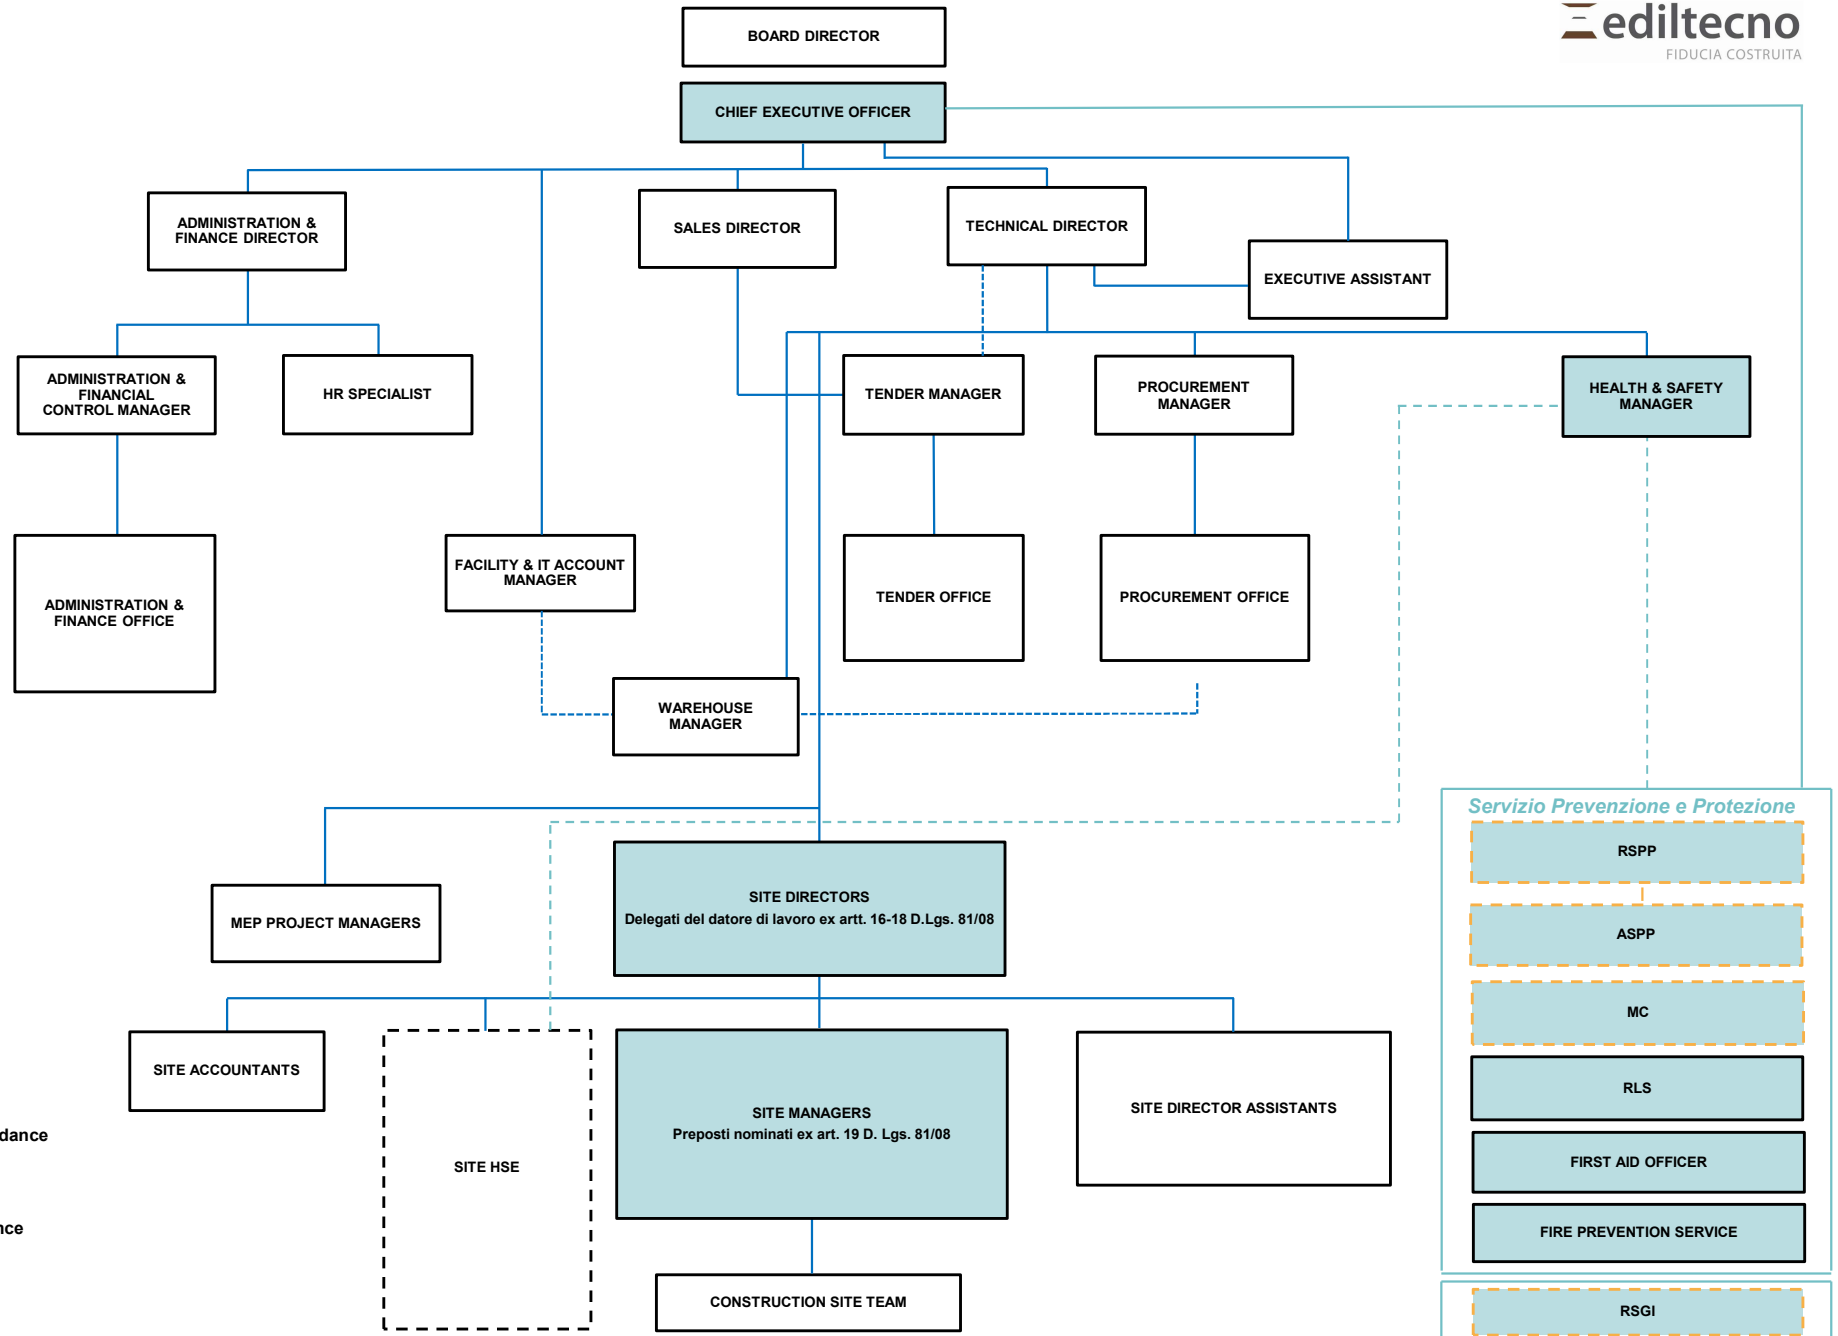 ediltecno
FIDUCIA COSTRUITA
BOARD DIRECTOR
CHIEF EXECUTIVE OFFICER
ADMINISTRATION &
FINANCE DIRECTOR
SALES DIRECTOR
TECHNICAL DIRECTOR
EXECUTIVE ASSISTANT
ADMINISTRATION &
FINANCIAL
CONTROL MANAGER
HR SPECIALIST
TENDER MANAGER
PROCUREMENT
MANAGER
HEALTH & SAFETY
MANAGER
ADMINISTRATION &
FINANCE OFFICE
FACILITY & IT ACCOUNT
MANAGER
TENDER OFFICE
PROCUREMENT OFFICE
WAREHOUSE
MANAGER
MEP PROJECT MANAGERS
SITE DIRECTORS
Delegati del datore di lavoro ex artt. 16-18 D.Lgs. 81/08
SITE ACCOUNTANTS
SITE HSE
SITE MANAGERS
Preposti nominati ex art. 19 D. Lgs. 81/08
SITE DIRECTOR ASSISTANTS
CONSTRUCTION SITE TEAM
dance
nce
Servizio Prevenzione e Protezione
RSPP
ASPP
MC
RLS
FIRST AID OFFICER
FIRE PREVENTION SERVICE
RSGI